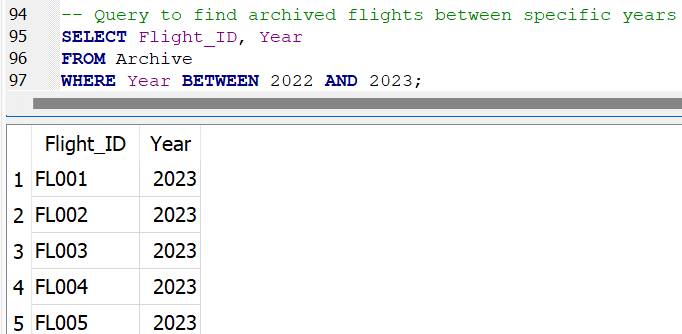 94 -- Query to find archived flights between specific years
95 SELECT Flight_ID, Year
96 FROM Archive
97 WHERE Year BETWEEN 2022 AND 2023;
Flight_ID Year
1 FL001 2023
2 FL002 2023
3 FL003 2023
4 FL004 2023
5 FL005 2023